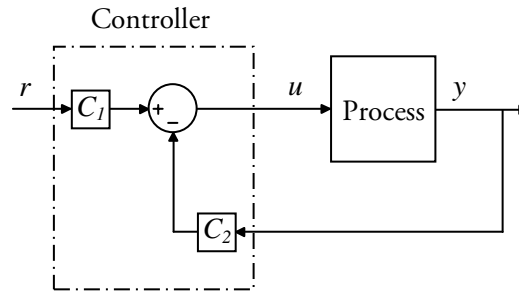 Controller
r
C1
+
−
u
Process
y
C2